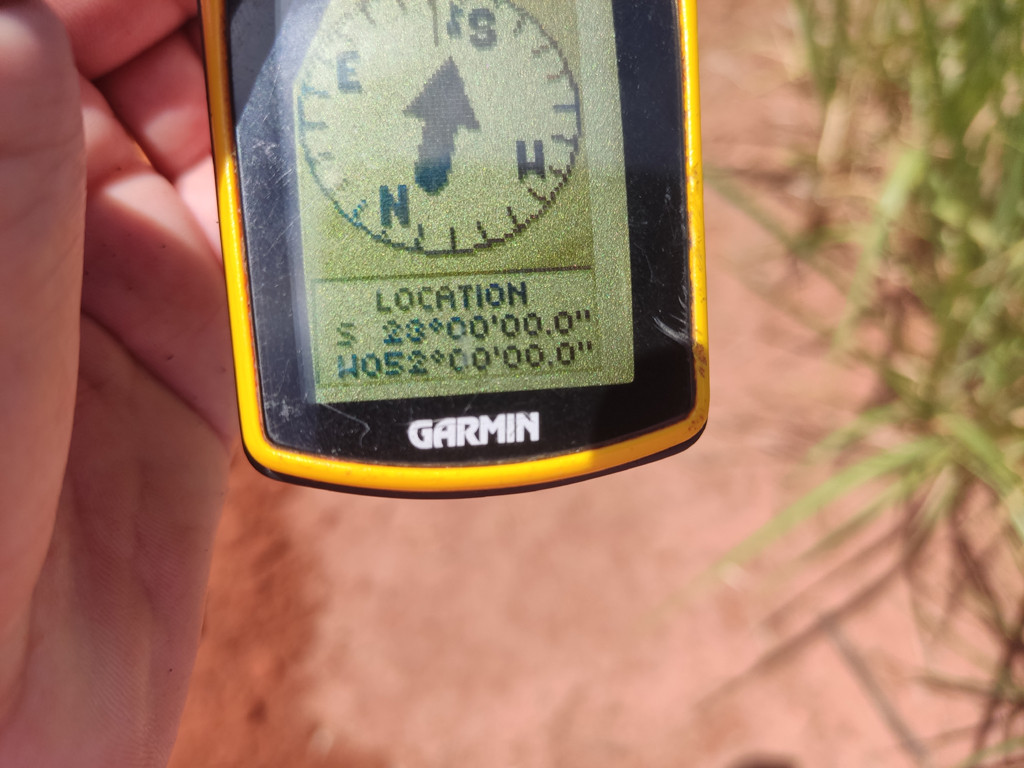 S
E
W
N
LOCATION
S 23°00'00.0"
W052°00'00.0"
GARMIN